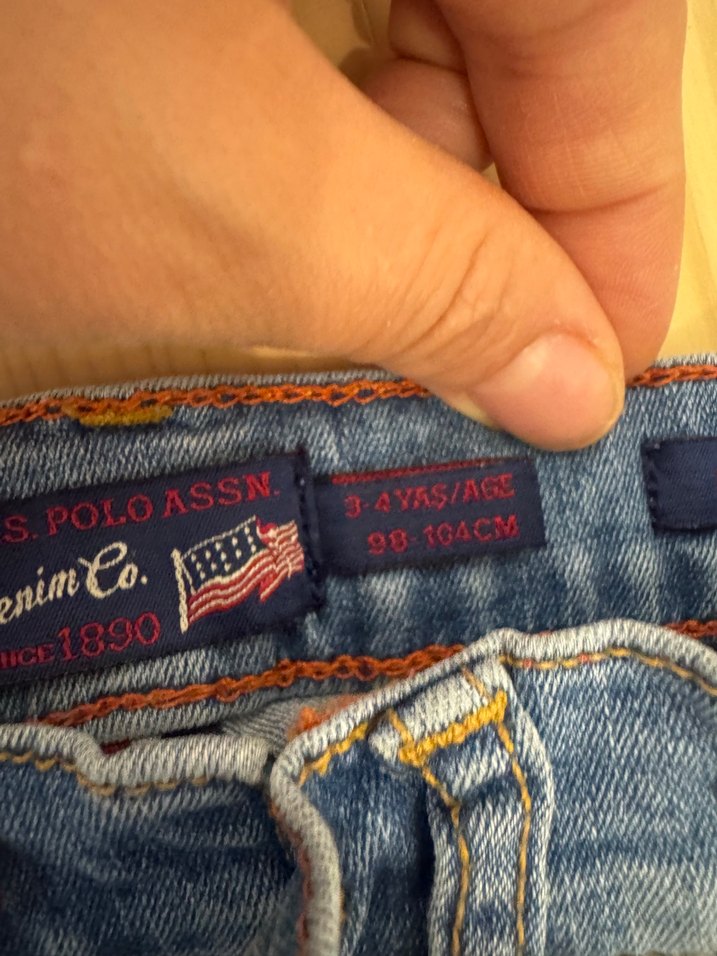 S. POLO ASSN.
enim Co.
NCE 1890
3-4 YAŞ/AGE
98-104CM